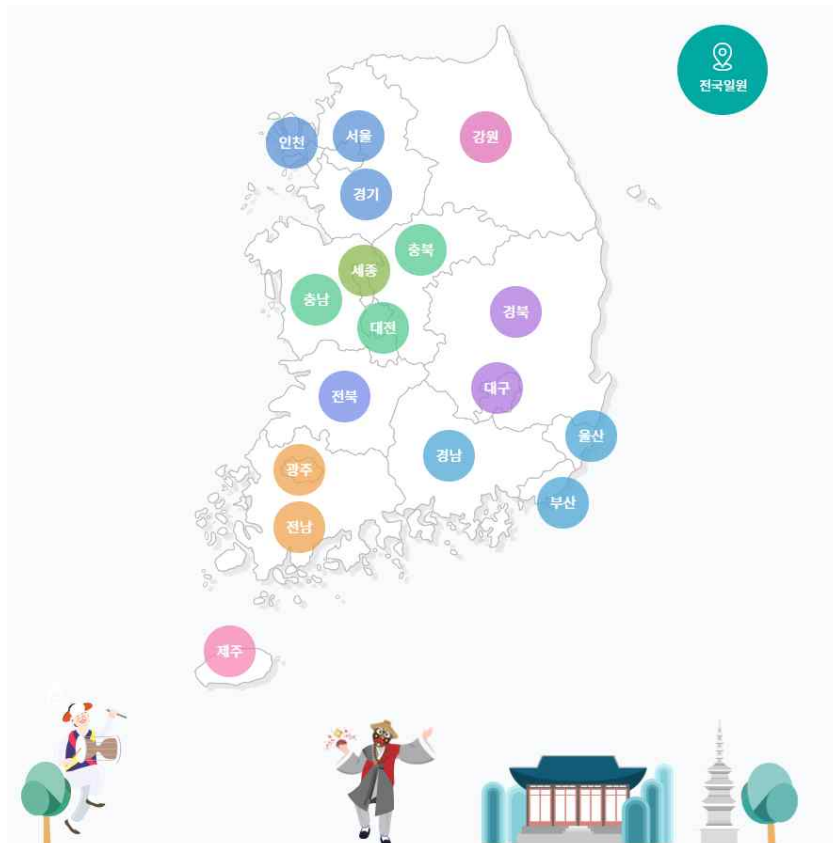 전국일원
인천
서울
강원
경기
충북
세종
충남
대전
경북
대구
전북
울산
경남
광주
부산
전남
제주